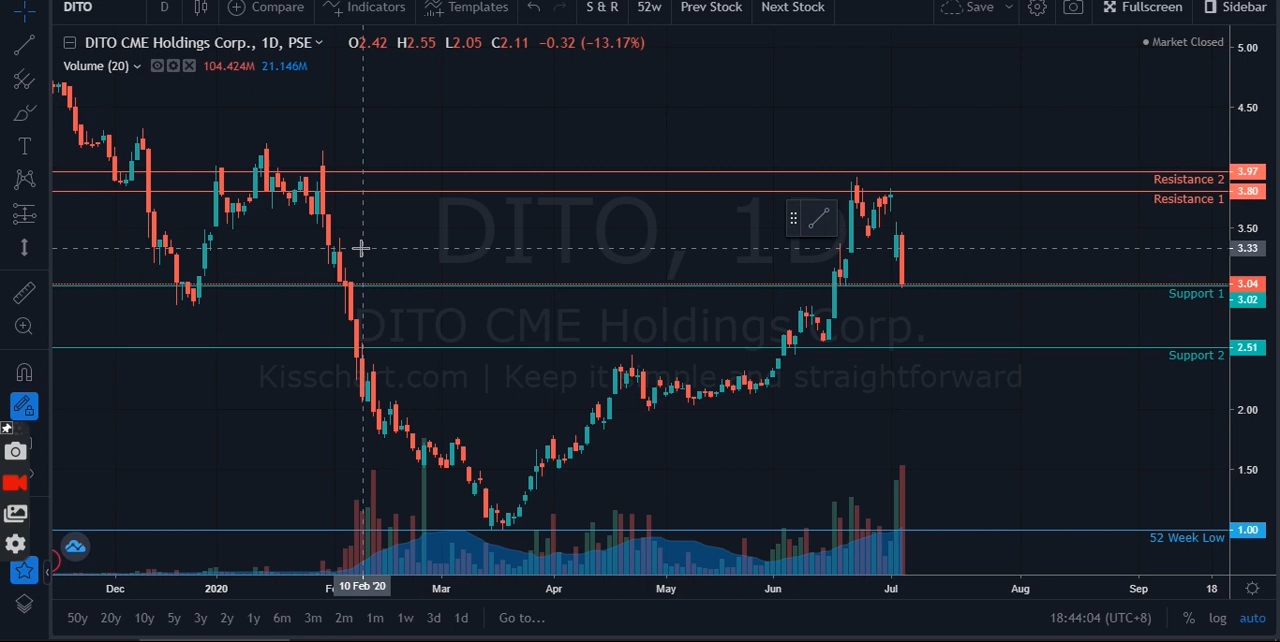 DITO D Compare Indicators Templates S & R 52w Prev Stock Next Stock Save Fullscreen Sidebar
DITO CME Holdings Corp., 1D, PSE O2.42 H2.55 L2.05 C2.11 −0.32 (−13.17%) Market Closed
Volume (20) 104.424M 21.146M
5.00
4.50
3.97
Resistance 2
3.80
Resistance 1
3.50
3.33
3.04
Support 1
3.02
2.51
Support 2
2.00
1.50
1.00
52 Week Low
DITO, 1D
DITO CME Holdings Corp.
Kisschart.com Keep it simple and straightforward
Dec 2020 10 Feb '20 Mar Apr May Jun Jul Aug Sep 18
50y 20y 10y 5y 3y 2y 1y 6m 3m 2m 1m 1w 3d 1d Go to... 18:44:04 (UTC+8) % log auto